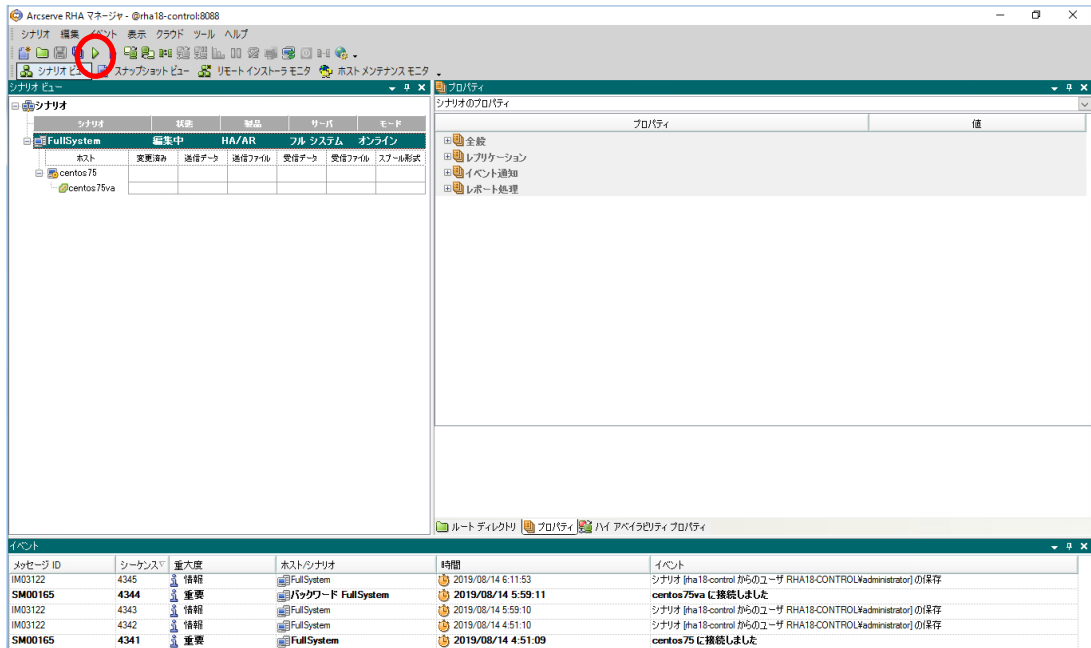 Arcserve RHA マネージャ - @rha18-control:8088
シナリオ 編集 イベント 表示 クラウド ツール ヘルプ
シナリオ ビュー スナップショット ビュー リモート インストーラ モニタ ホスト メンテナンス モニタ
シナリオ ビュー
シナリオ
シナリオ 状態 製品 サーバ モード
FullSystem 編集中 HA/AR フル システム オンライン
ホスト 変更済み 送信データ 送信ファイル 受信データ 受信ファイル スプール形式
centos75
centos75va
プロパティ
シナリオのプロパティ
プロパティ 値
全般
レプリケーション
イベント通知
レポート処理
ルート ディレクトリ プロパティ ハイ アベイラビリティ プロパティ
イベント
メッセージ ID シーケンス 重大度 ホスト/シナリオ 時間 イベント
IM03122 4345 情報 FullSystem 2019/08/14 6:11:53 シナリオ [rha18-control からのユーザ RHA18-CONTROL¥administrator] の保存
SM00165 4344 重要 バックワード FullSystem 2019/08/14 5:59:11 centos75va に接続しました
IM03122 4343 情報 FullSystem 2019/08/14 5:59:10 シナリオ [rha18-control からのユーザ RHA18-CONTROL¥administrator] の保存
IM03122 4342 情報 FullSystem 2019/08/14 4:51:10 シナリオ [rha18-control からのユーザ RHA18-CONTROL¥administrator] の保存
SM00165 4341 重要 FullSystem 2019/08/14 4:51:09 centos75 に接続しました